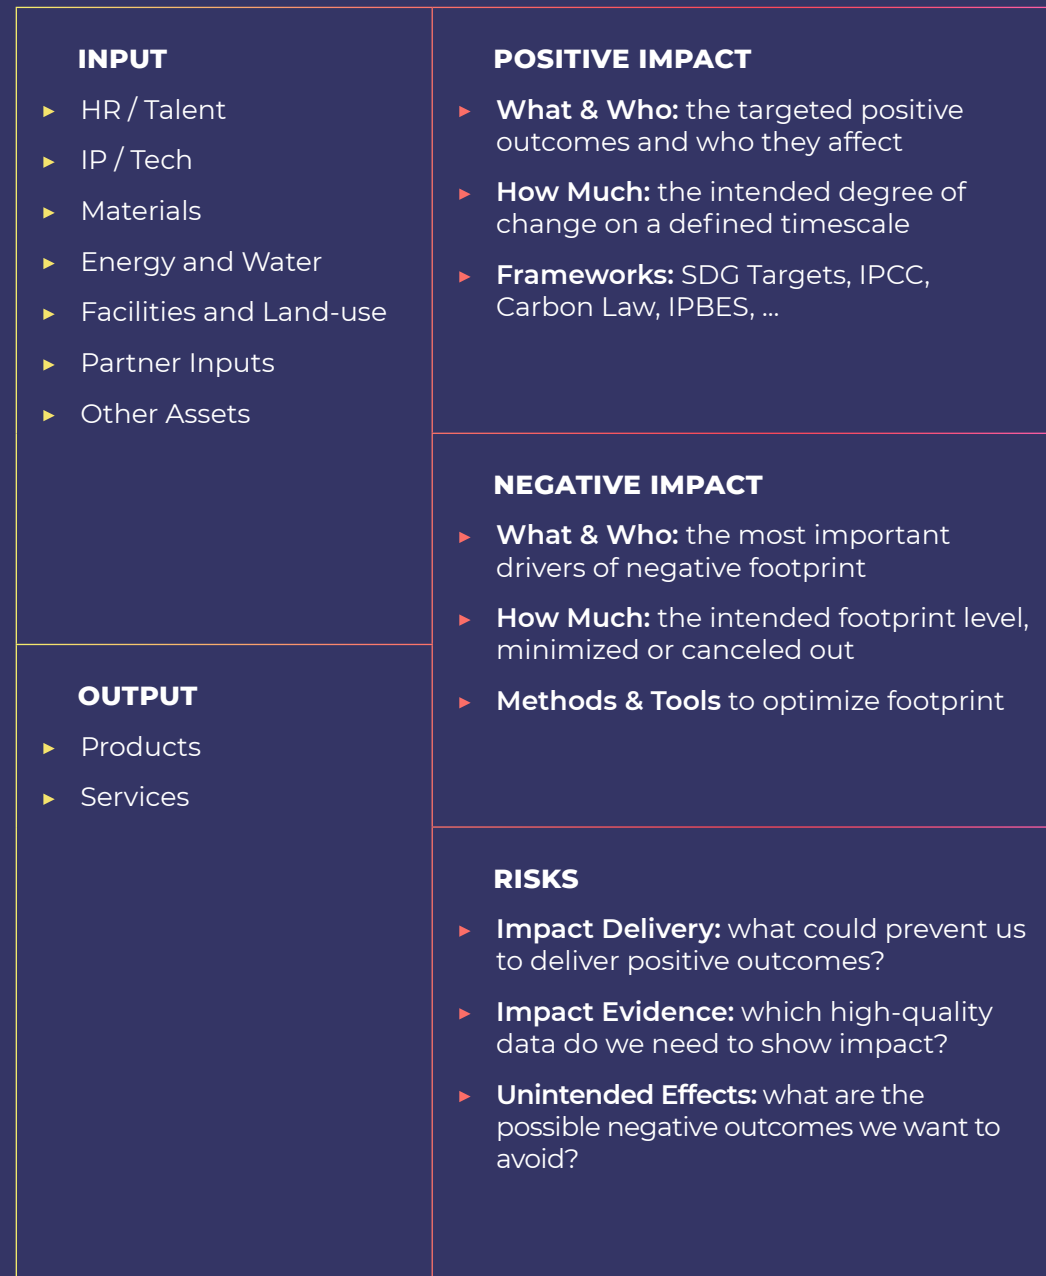 INPUT
► HR / Talent
► IP / Tech
► Materials
► Energy and Water
► Facilities and Land-use
► Partner Inputs
► Other Assets
OUTPUT
► Products
► Services
POSITIVE IMPACT
► What & Who: the targeted positive
outcomes and who they affect
► How Much: the intended degree of
change on a defined timescale
► Frameworks: SDG Targets, IPCC,
Carbon Law, IPBES, ...
NEGATIVE IMPACT
► What & Who: the most important
drivers of negative footprint
► How Much: the intended footprint level,
minimized or canceled out
► Methods & Tools to optimize footprint
RISKS
► Impact Delivery: what could prevent us
to deliver positive outcomes?
► Impact Evidence: which high-quality
data do we need to show impact?
► Unintended Effects: what are the
possible negative outcomes we want to
avoid?